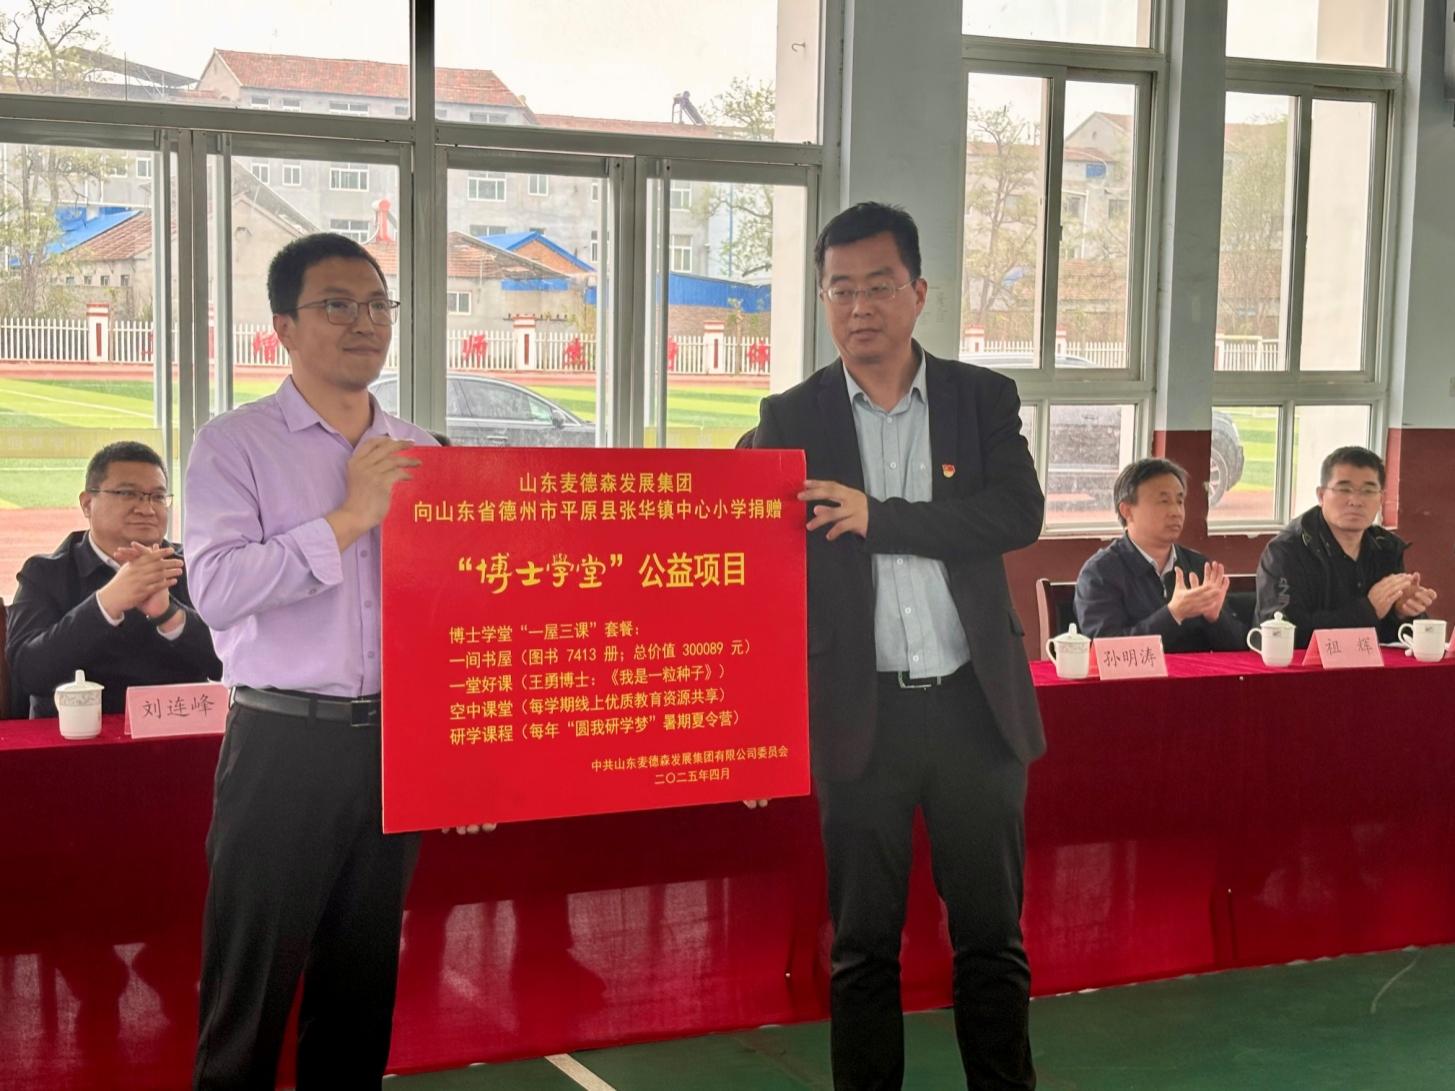 山东麦德森发展集团
向山东省德州市平原县张华镇中心小学捐赠
“博士学堂”公益项目
博士学堂“一屋三课”套餐：
一间书屋（图书 7413 册；总价值 300089 元）
一堂好课（王勇博士：《我是一粒种子》）
空中课堂（每学期线上优质教育资源共享）
研学课程（每年“圆我研学梦”暑期夏令营）
中共山东麦德森发展集团有限公司委员会
二〇二五年四月
刘连峰
孙明涛
祖 辉
师